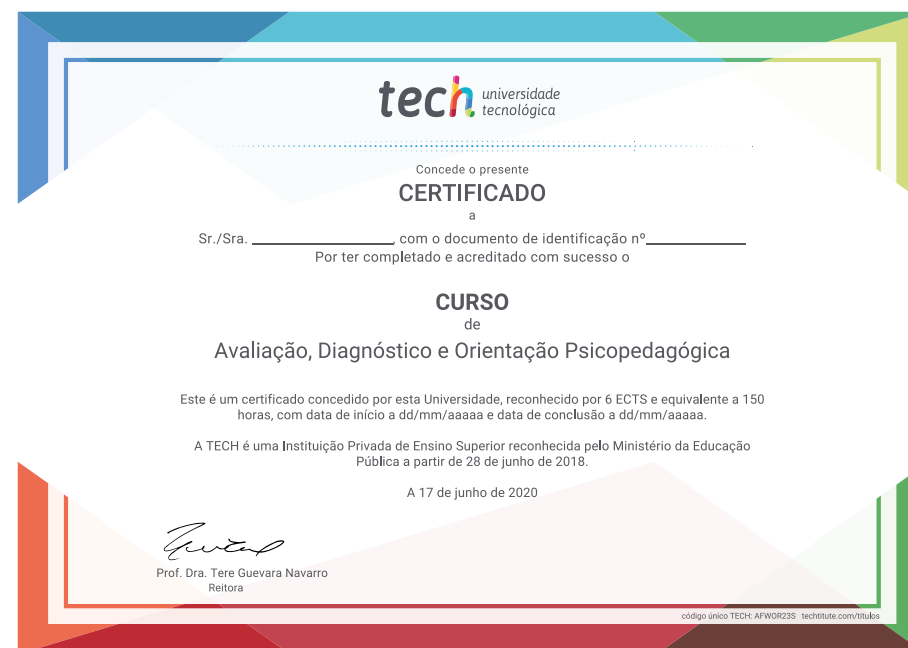 tech universidade
tecnológica
Concede o presente
CERTIFICADO
a
Sr./Sra. , com o documento de identificação nº
Por ter completado e acreditado com sucesso o
CURSO
de
Avaliação, Diagnóstico e Orientação Psicopedagógica
Este é um certificado concedido por esta Universidade, reconhecido por 6 ECTS e equivalente a 150
horas, com data de início a dd/mm/aaaaa e data de conclusão a dd/mm/aaaaa.
A TECH é uma Instituição Privada de Ensino Superior reconhecida pelo Ministério da Educação
Pública a partir de 28 de junho de 2018.
A 17 de junho de 2020
Prof. Dra. Tere Guevara Navarro
Reitora
código único TECH: AFWOR23S techtitute.com/titulos